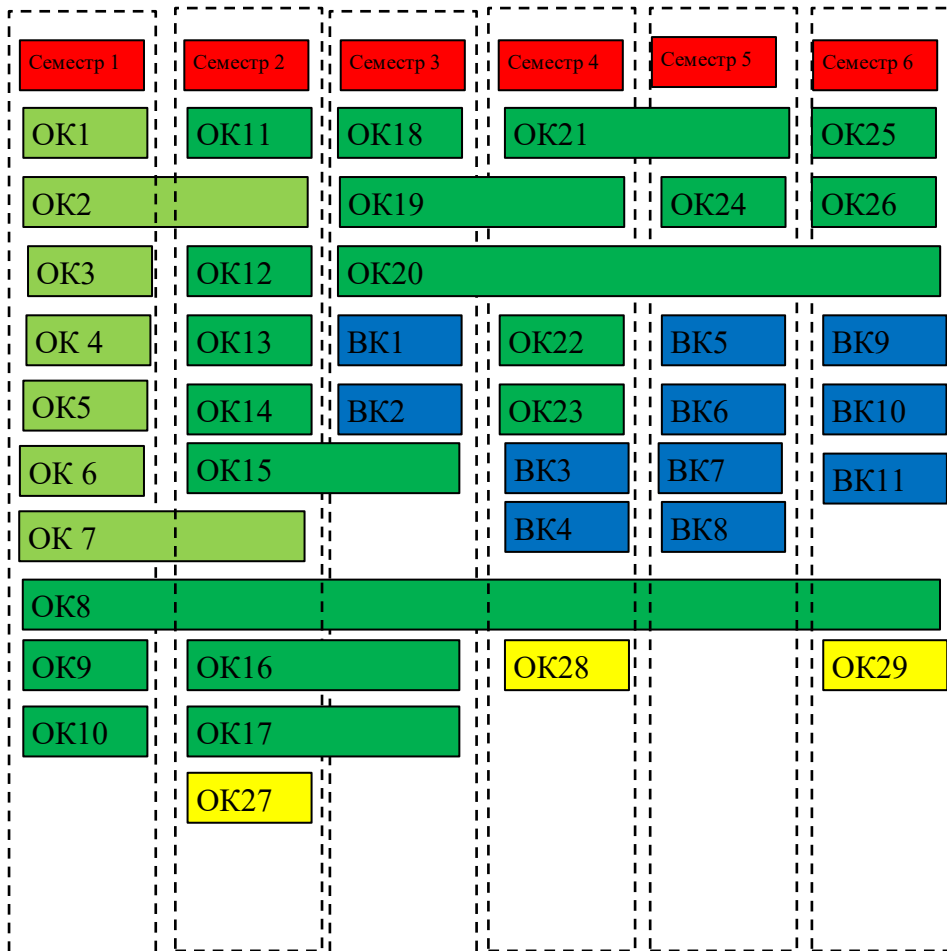 Семестр 1 Семестр 2 Семестр 3 Семестр 4 Семестр 5 Семестр 6
ОК1 ОК11 ОК18 ОК21 ОК25
ОК2 ОК19 ОК24 ОК26
ОК3 ОК12 ОК20
ОК 4 ОК13 ВК1 ОК22 ВК5 ВК9
ОК5 ОК14 ВК2 ОК23 ВК6 ВК10
ОК 6 ОК15 ВК3 ВК7 ВК11
ОК 7 ВК4 ВК8
ОК8
ОК9 ОК16 ОК28 ОК29
ОК10 ОК17
ОК27